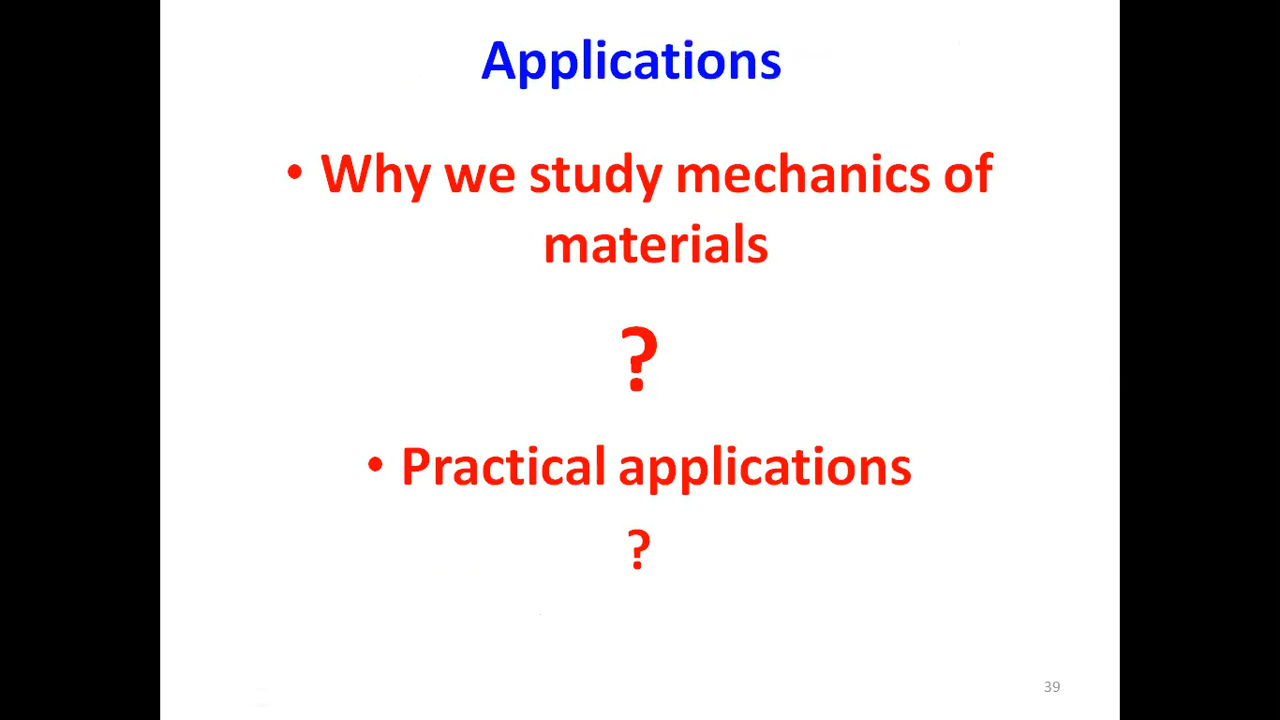 Applications
• Why we study mechanics of
materials
?
• Practical applications
?
39